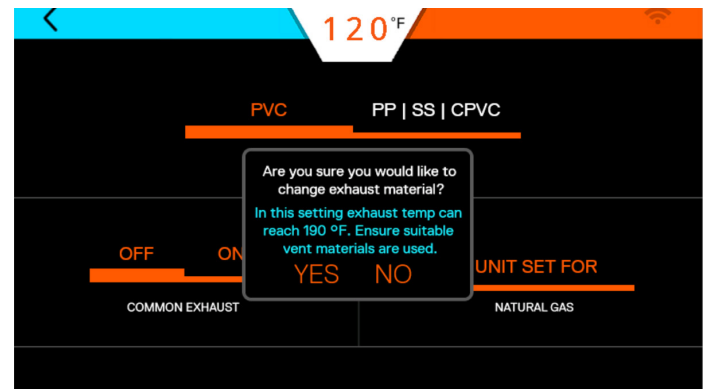 120°F
PVC PP | SS | CPVC
Are you sure you would like to
change exhaust material?
In this setting exhaust temp can
reach 190 ºF. Ensure suitable
vent materials are used.
YES NO
OFF ON
COMMON EXHAUST
UNIT SET FOR
NATURAL GAS